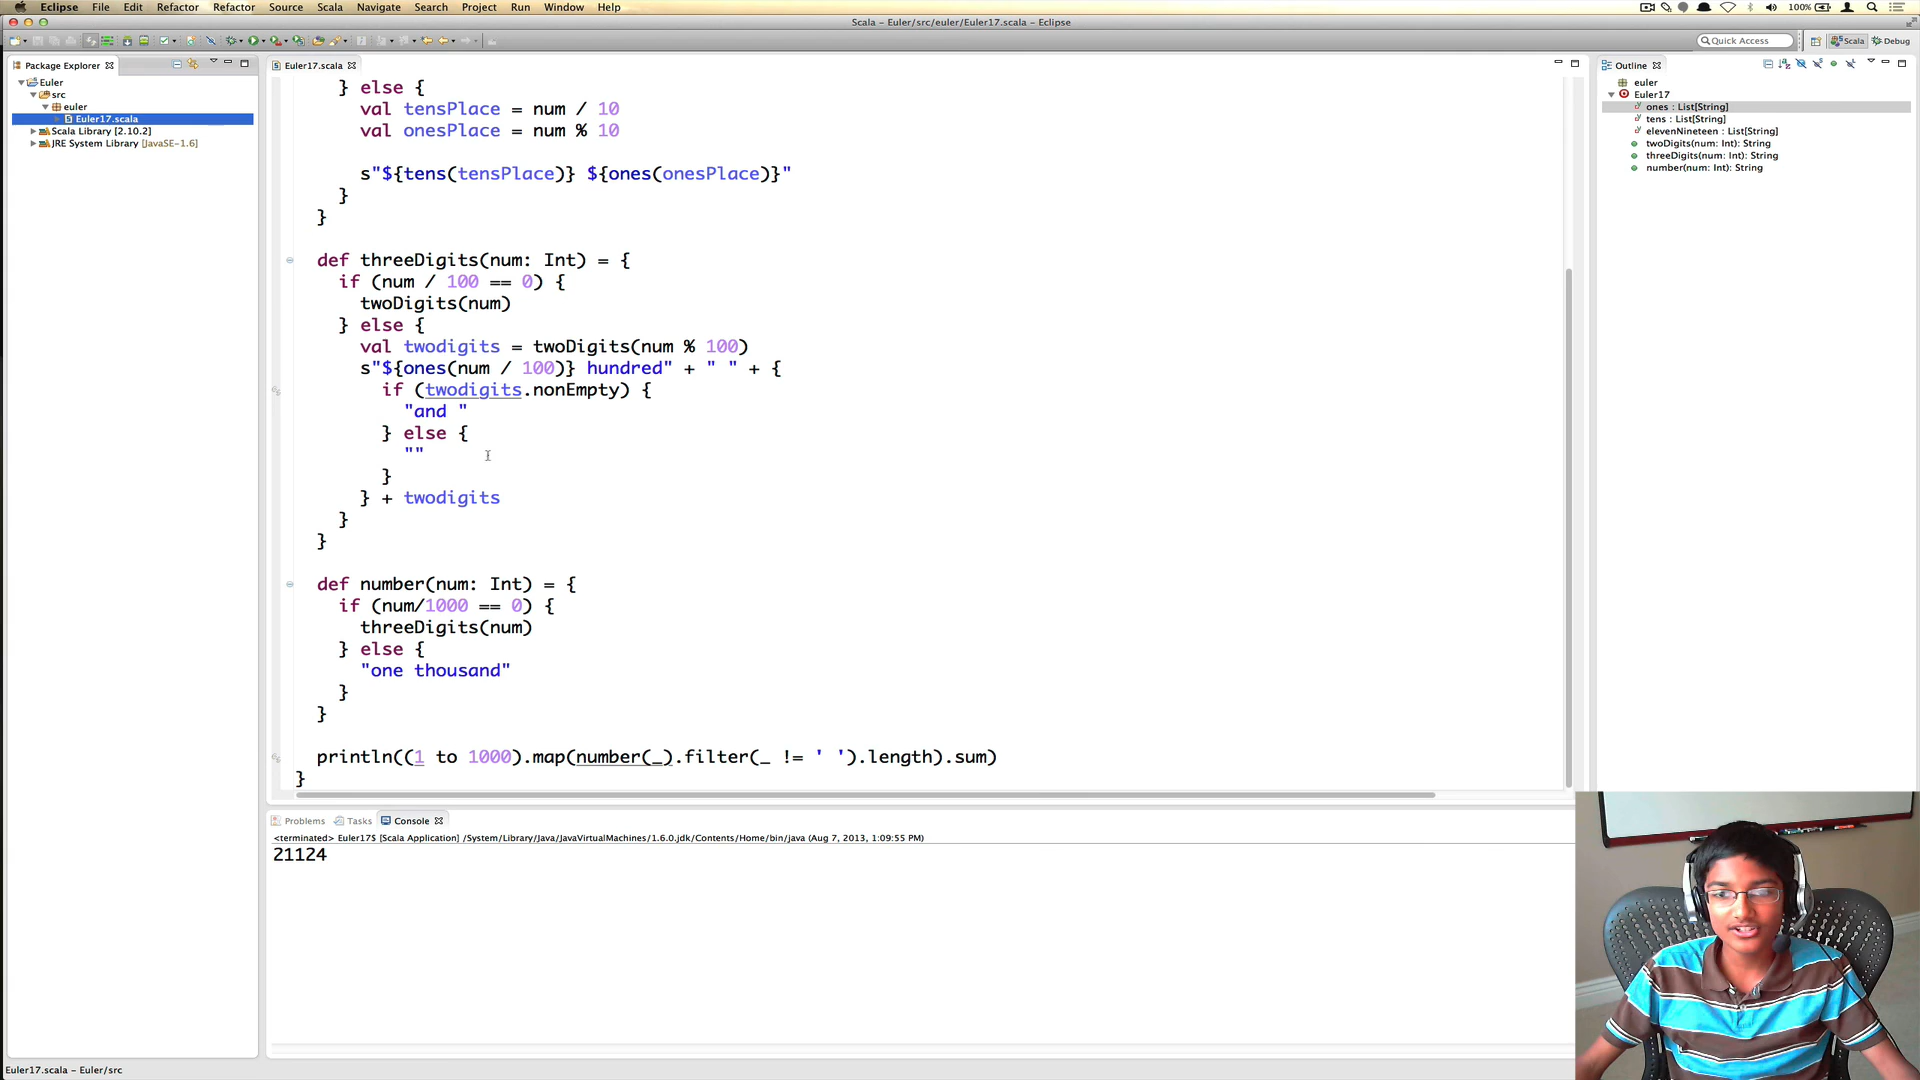 Eclipse File Edit Refactor Refactor Source Scala Navigate Search Project Run Window Help
100%
Scala - Euler/src/euler/Euler17.scala - Eclipse
Quick Access
Scala
Debug
Package Explorer
Euler
src
euler
Euler17.scala
Scala Library [2.10.2]
JRE System Library [JavaSE-1.6]
Euler17.scala
} else {
val tensPlace = num / 10
val onesPlace = num % 10
s"${tens(tensPlace)} ${ones(onesPlace)}"
}
}
def threeDigits(num: Int) = {
if (num / 100 == 0) {
twoDigits(num)
} else {
val twodigits = twoDigits(num % 100)
s"${ones(num / 100)} hundred" + " " + {
if (twodigits.nonEmpty) {
"and "
} else {
""
}
} + twodigits
}
}
def number(num: Int) = {
if (num/1000 == 0) {
threeDigits(num)
} else {
"one thousand"
}
}
println((1 to 1000).map(number(_).filter(_ != ' ').length).sum)
}
Outline
euler
Euler17
ones : List[String]
tens : List[String]
elevenNineteen : List[String]
twoDigits(num: Int): String
threeDigits(num: Int): String
number(num: Int): String
Problems
Tasks
Console
<terminated> Euler17$ [Scala Application] /System/Library/Java/JavaVirtualMachines/1.6.0.jdk/Contents/Home/bin/java (Aug 7, 2013, 1:09:55 PM)
21124
Euler17.scala - Euler/src